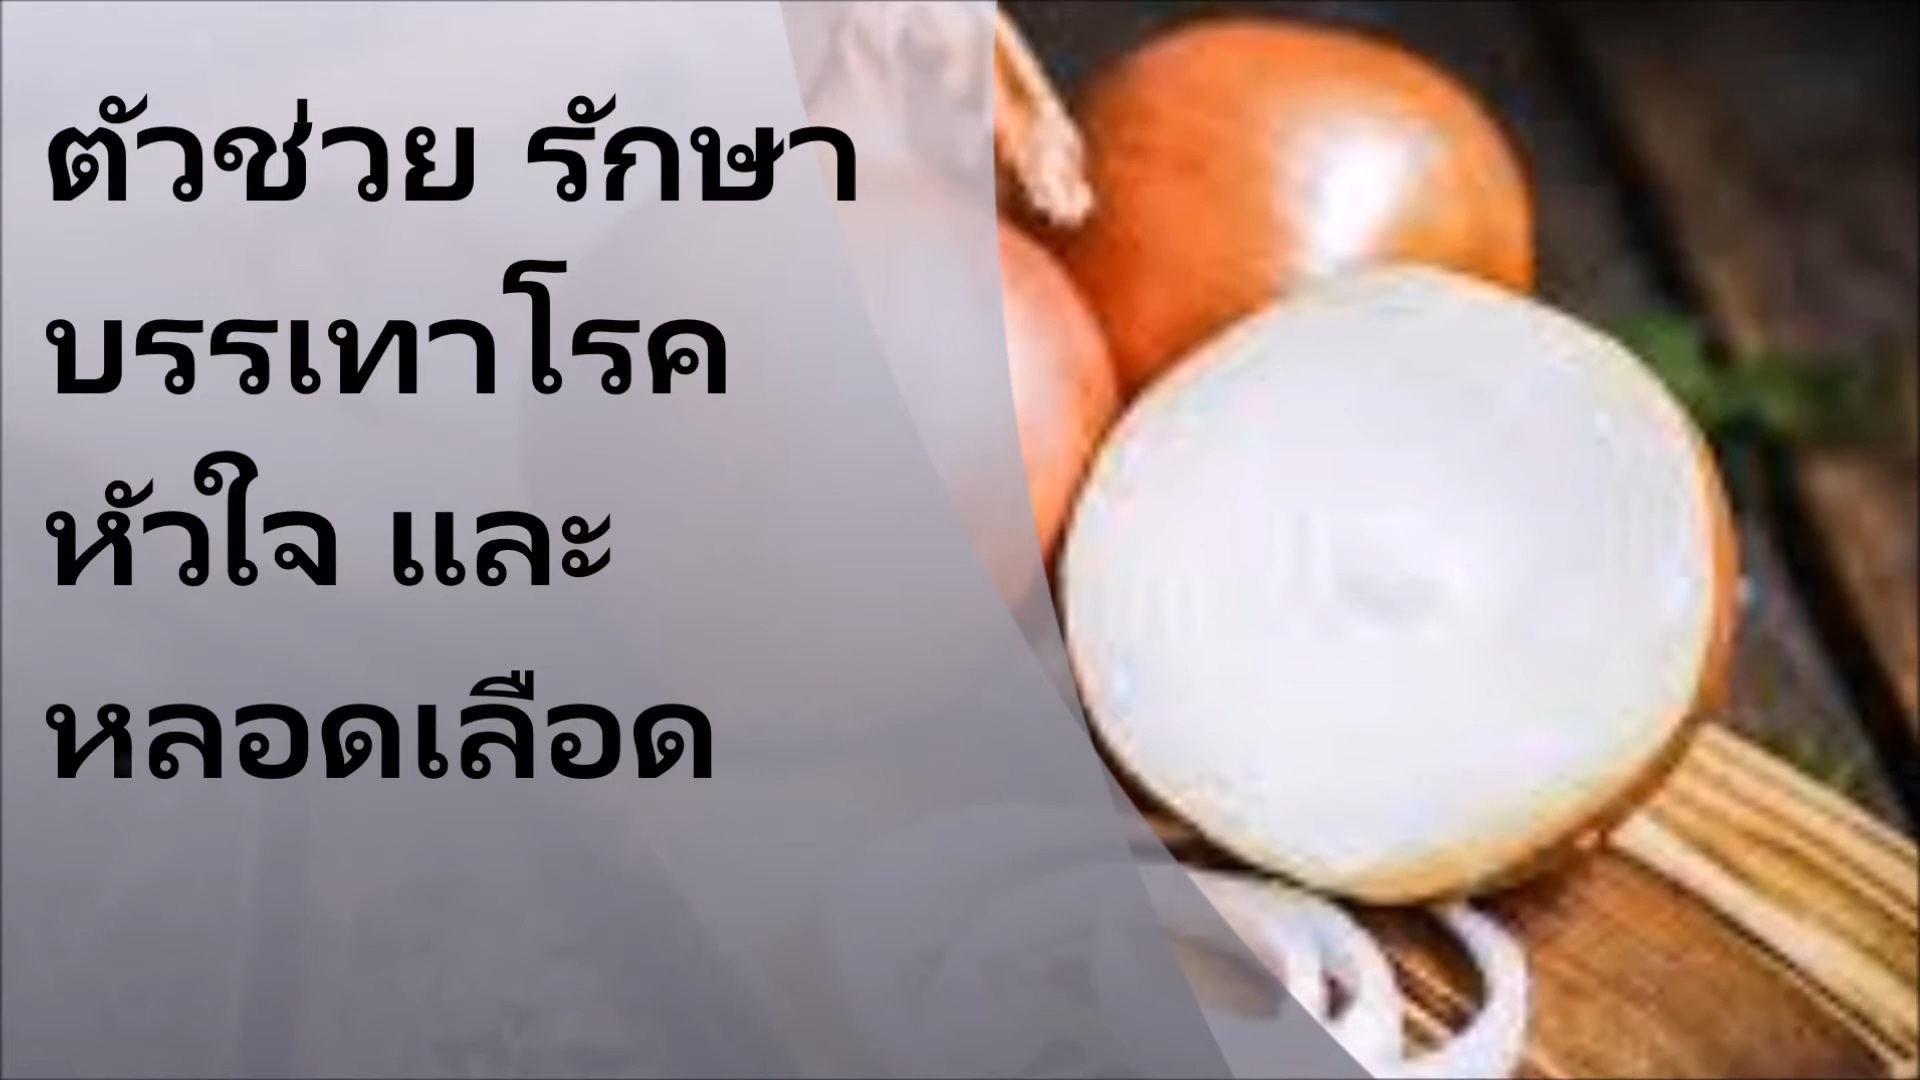 ตัวช่วย รักษา
บรรเทาโรค
หัวใจ และ
หลอดเลือด